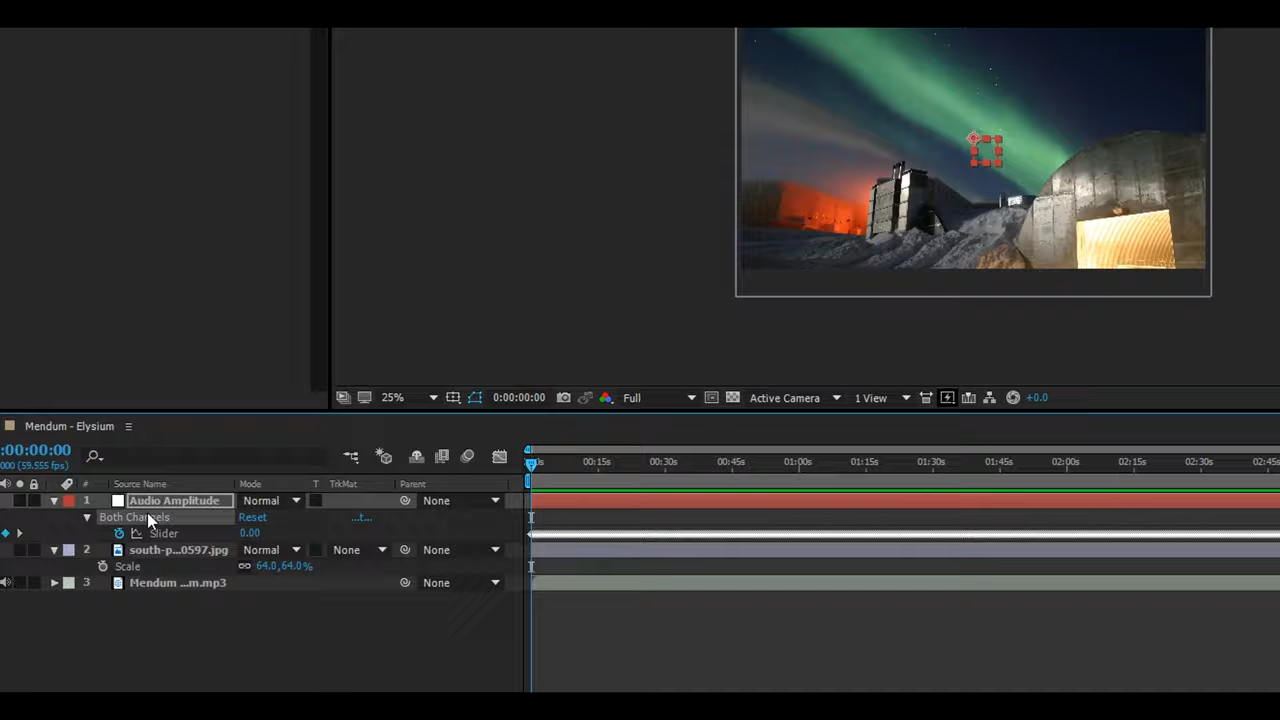 25% 0:00:00:00 Full Active Camera 1 View +0.0
Mendum - Elysium
:00:00:00
000 (59.555 fps)
00:15s 00:30s 00:45s 01:00s 01:15s 01:30s 01:45s 02:00s 02:15s 02:30s 02:45s
# Source Name Mode T TrkMat Parent
1 Audio Amplitude Normal None
Both Channels Reset ...t...
Slider 0.00
2 south-p...0597.jpg Normal None None
Scale 64.0,64.0%
3 Mendum ...m.mp3 None